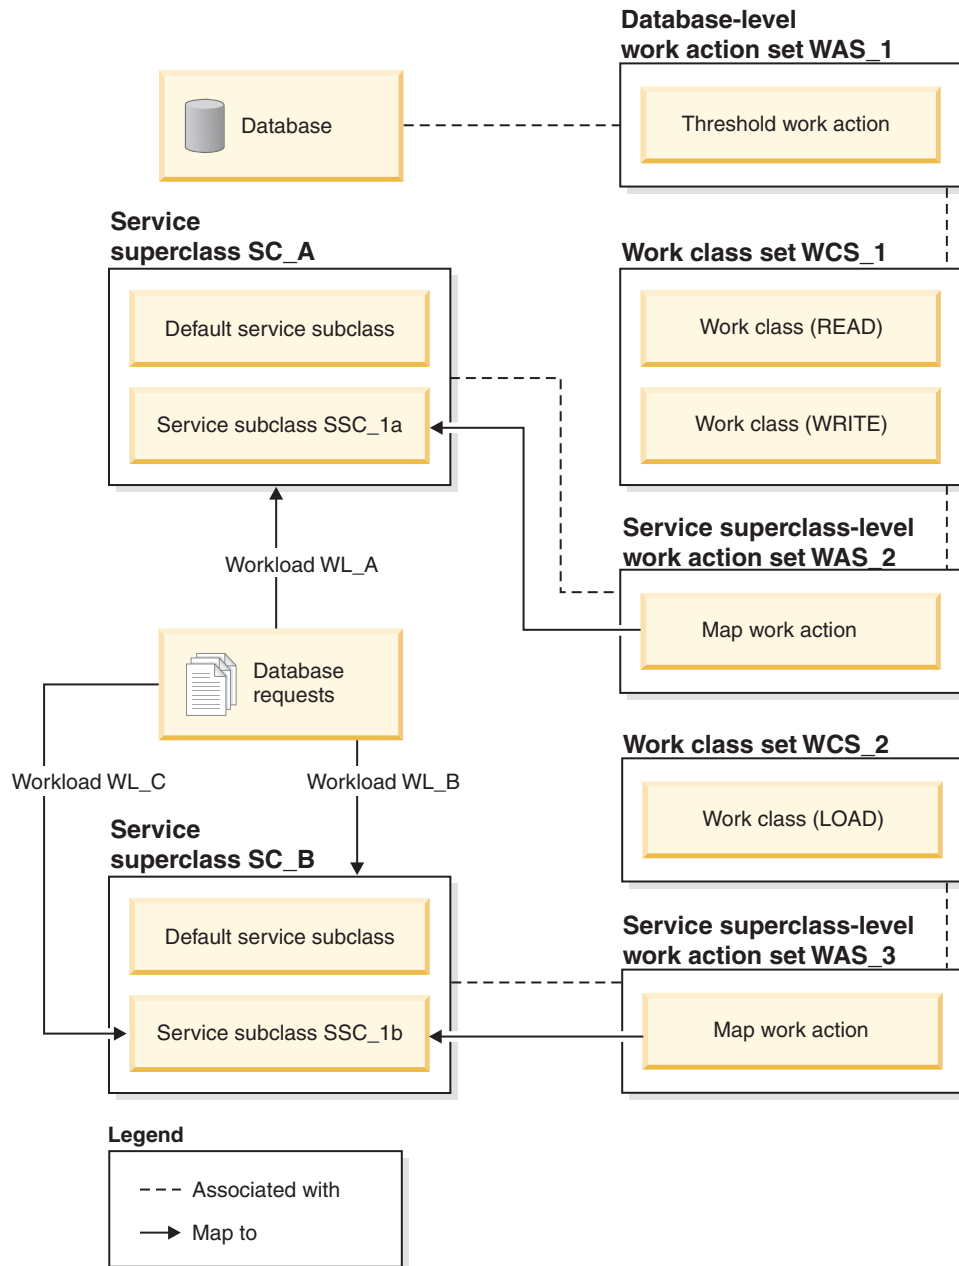 Database-level
work action set WAS_1
Database
Threshold work action
Service
superclass SC_A
Work class set WCS_1
Default service subclass
Work class (READ)
Service subclass SSC_1a
Work class (WRITE)
Service superclass-level
work action set WAS_2
Workload WL_A
Map work action
Database
requests
Work class set WCS_2
Workload WL_C
Workload WL_B
Work class (LOAD)
Service
superclass SC_B
Service superclass-level
work action set WAS_3
Default service subclass
Service subclass SSC_1b
Map work action
Legend
Associated with
Map to